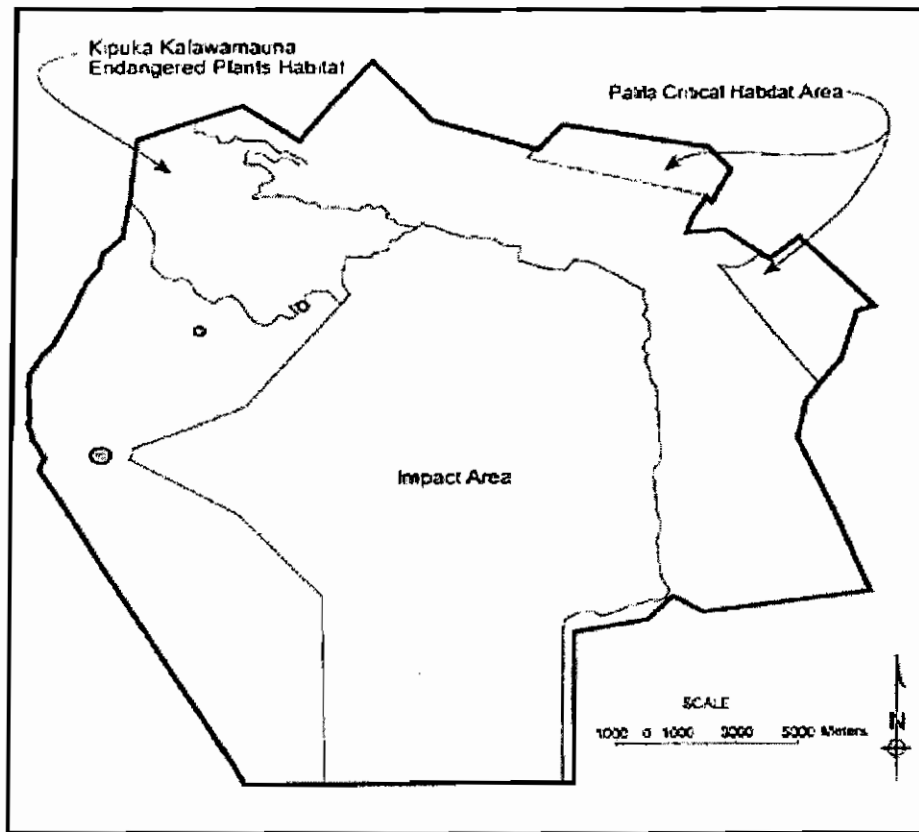 Kipuka Kalawamauna
Endangered Plants Habitat
Palila Critical Habitat Area
Impact Area
SCALE
1000 0 1000 3000 5000 Meters
N